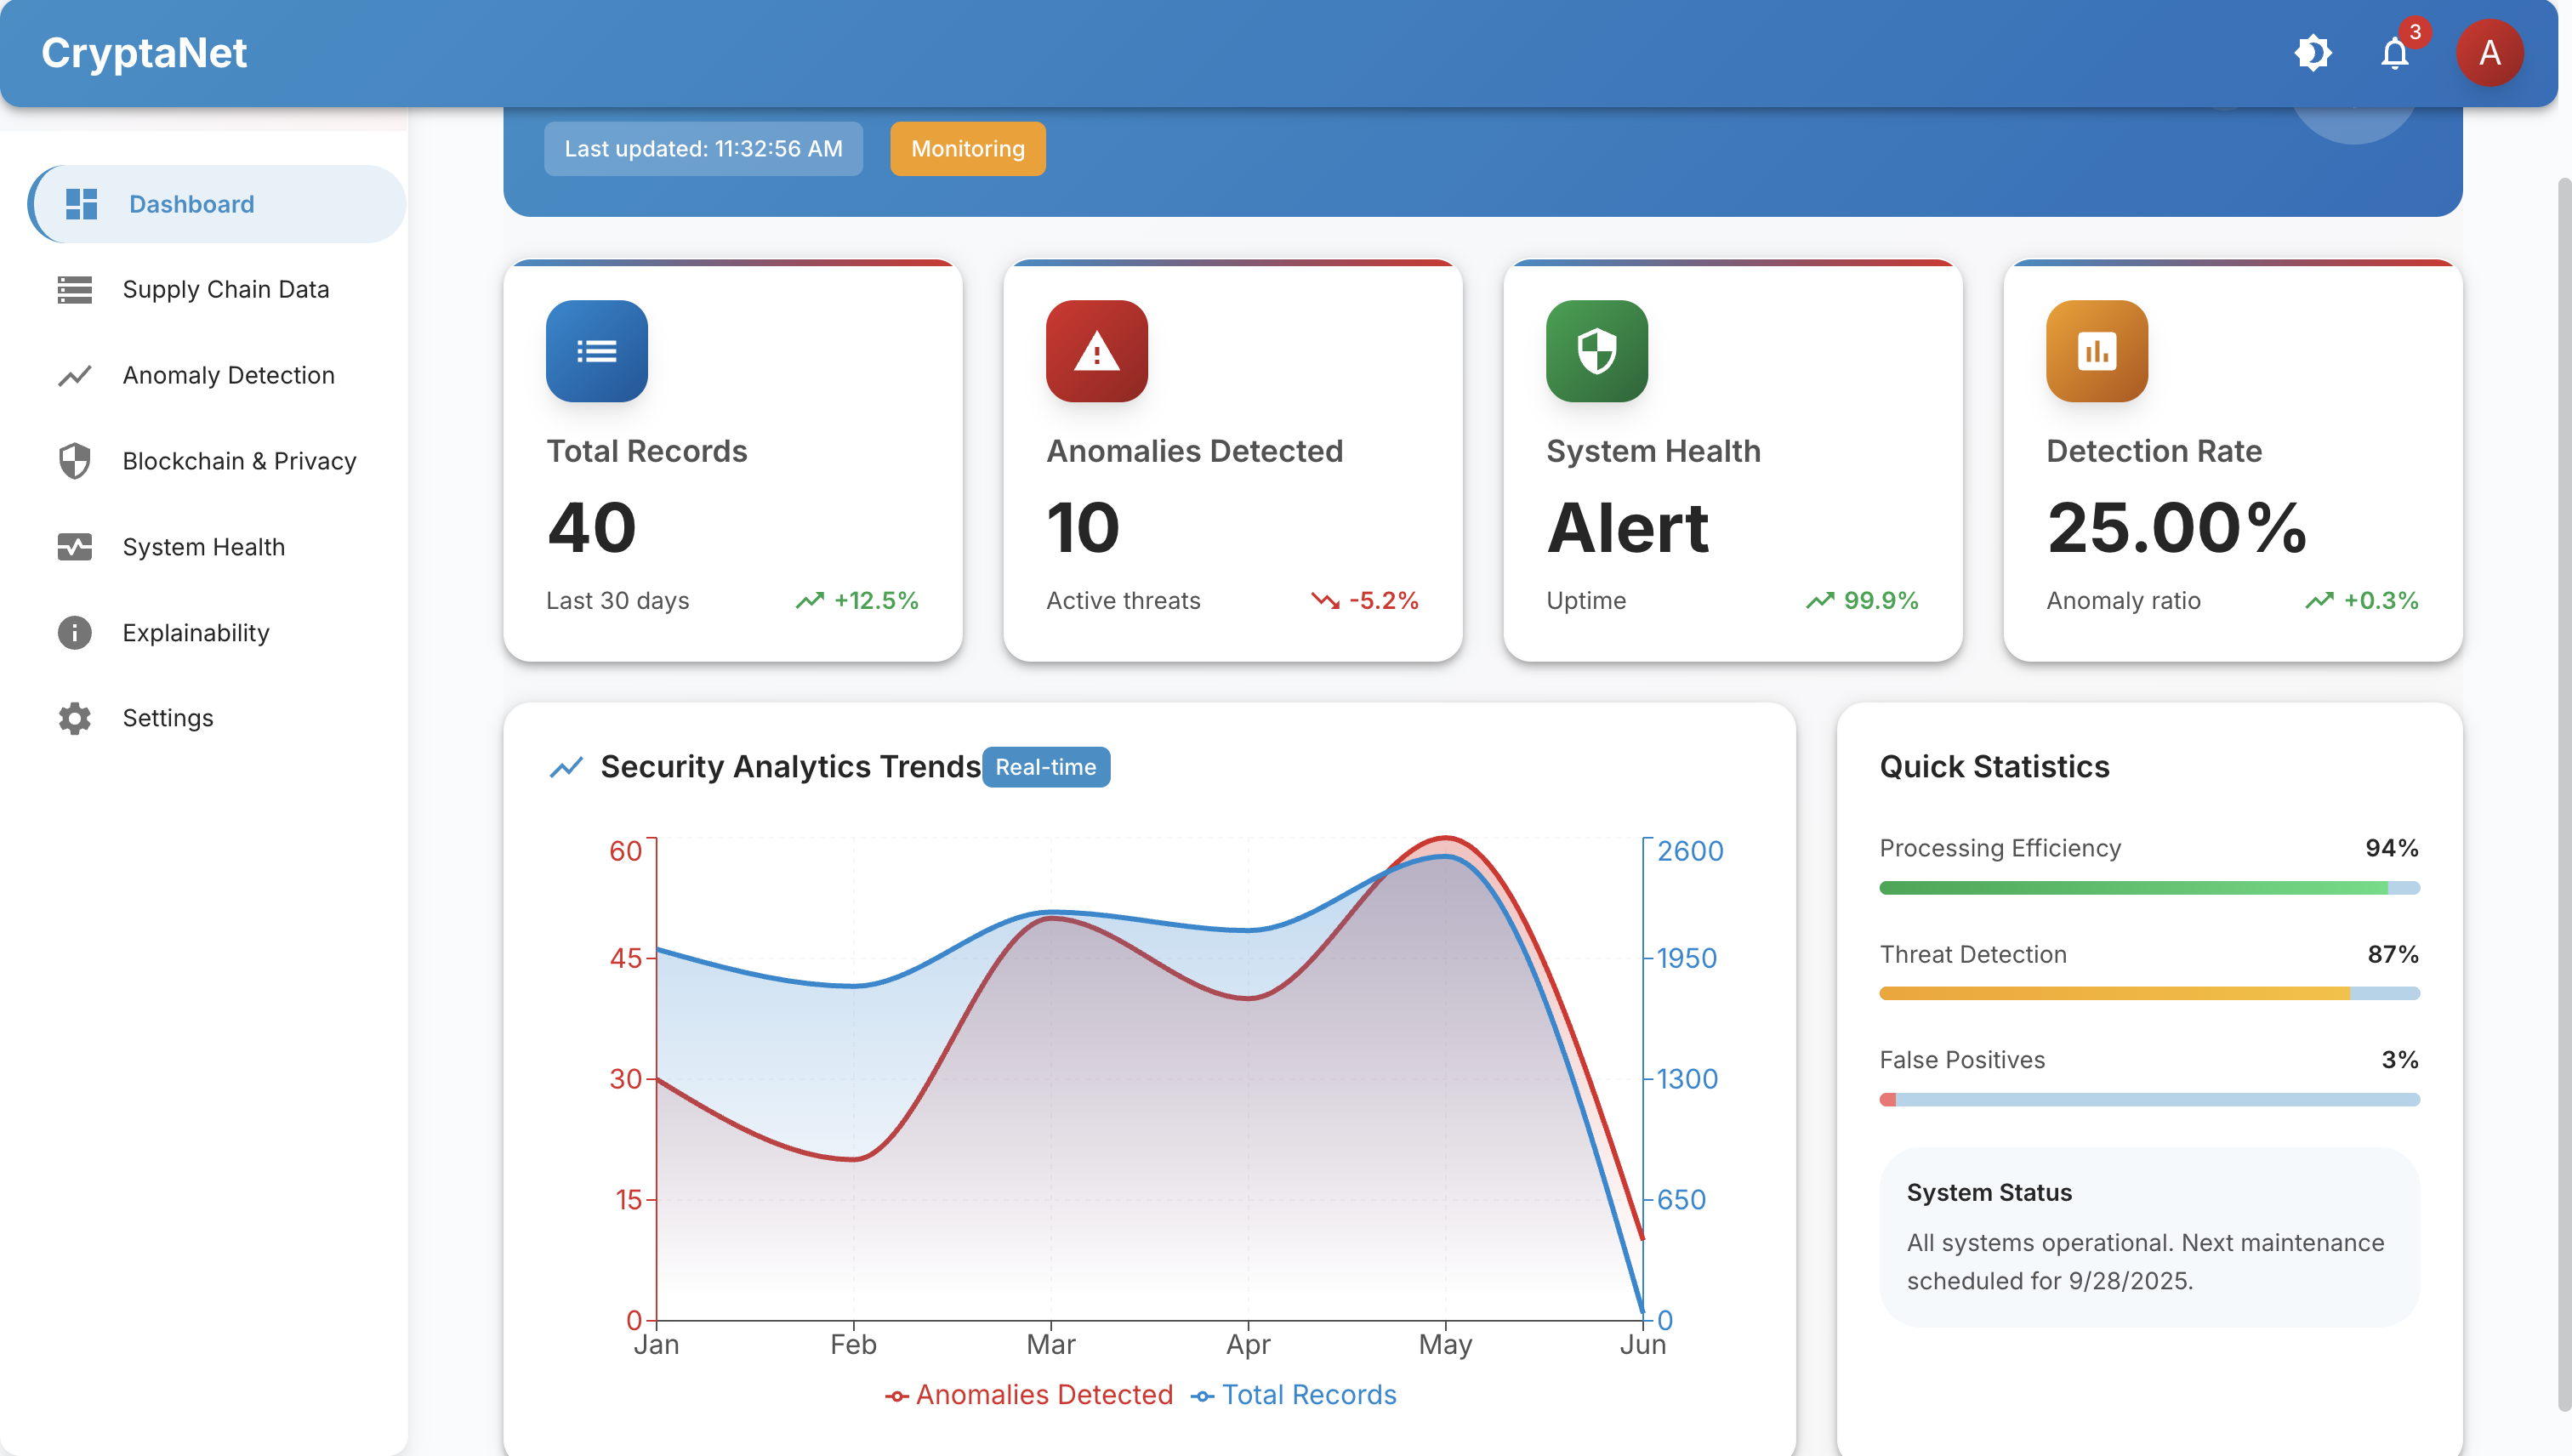 CryptaNet
3
A
Last updated: 11:32:56 AM
Monitoring
Dashboard
Supply Chain Data
Anomaly Detection
Blockchain & Privacy
System Health
Explainability
Settings
Total Records
40
Last 30 days
+12.5%
Anomalies Detected
10
Active threats
-5.2%
System Health
Alert
Uptime
99.9%
Detection Rate
25.00%
Anomaly ratio
+0.3%
Security Analytics Trends
Real-time
60
45
30
15
0
2600
1950
1300
650
0
Jan
Feb
Mar
Apr
May
Jun
Anomalies Detected
Total Records
Quick Statistics
Processing Efficiency
94%
Threat Detection
87%
False Positives
3%
System Status
All systems operational. Next maintenance
scheduled for 9/28/2025.